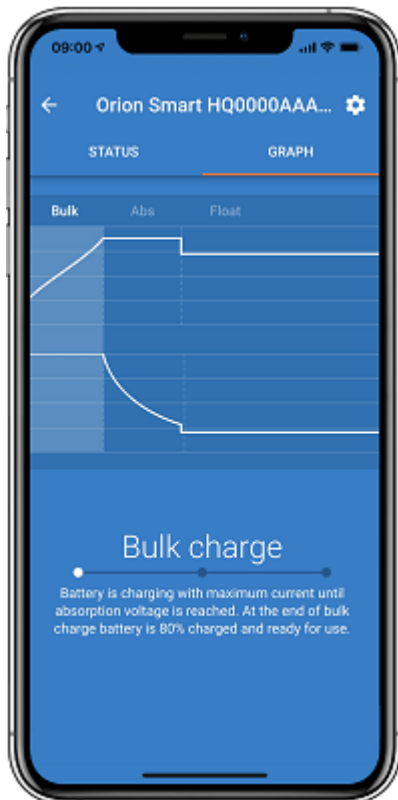 09:00
Orion Smart HQ0000AAA...
STATUS GRAPH
Bulk Abs Float
Bulk charge
Battery is charging with maximum current until
absorption voltage is reached. At the end of bulk
charge battery is 80% charged and ready for use.